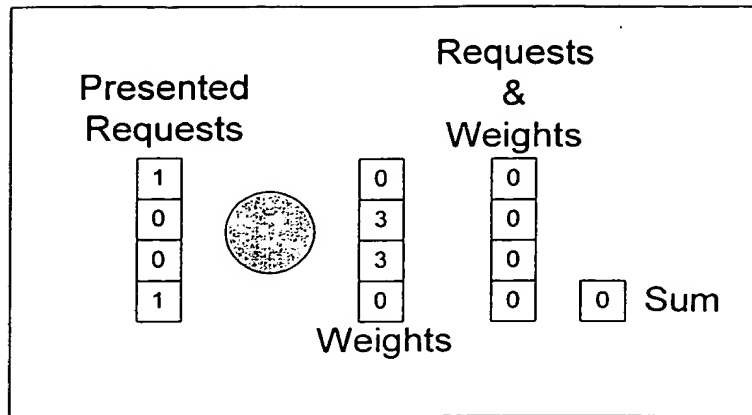 Presented
Requests
Requests
&
Weights
1 0 0
0 3 0
0 3 0
1 0 0
0 Sum
Weights